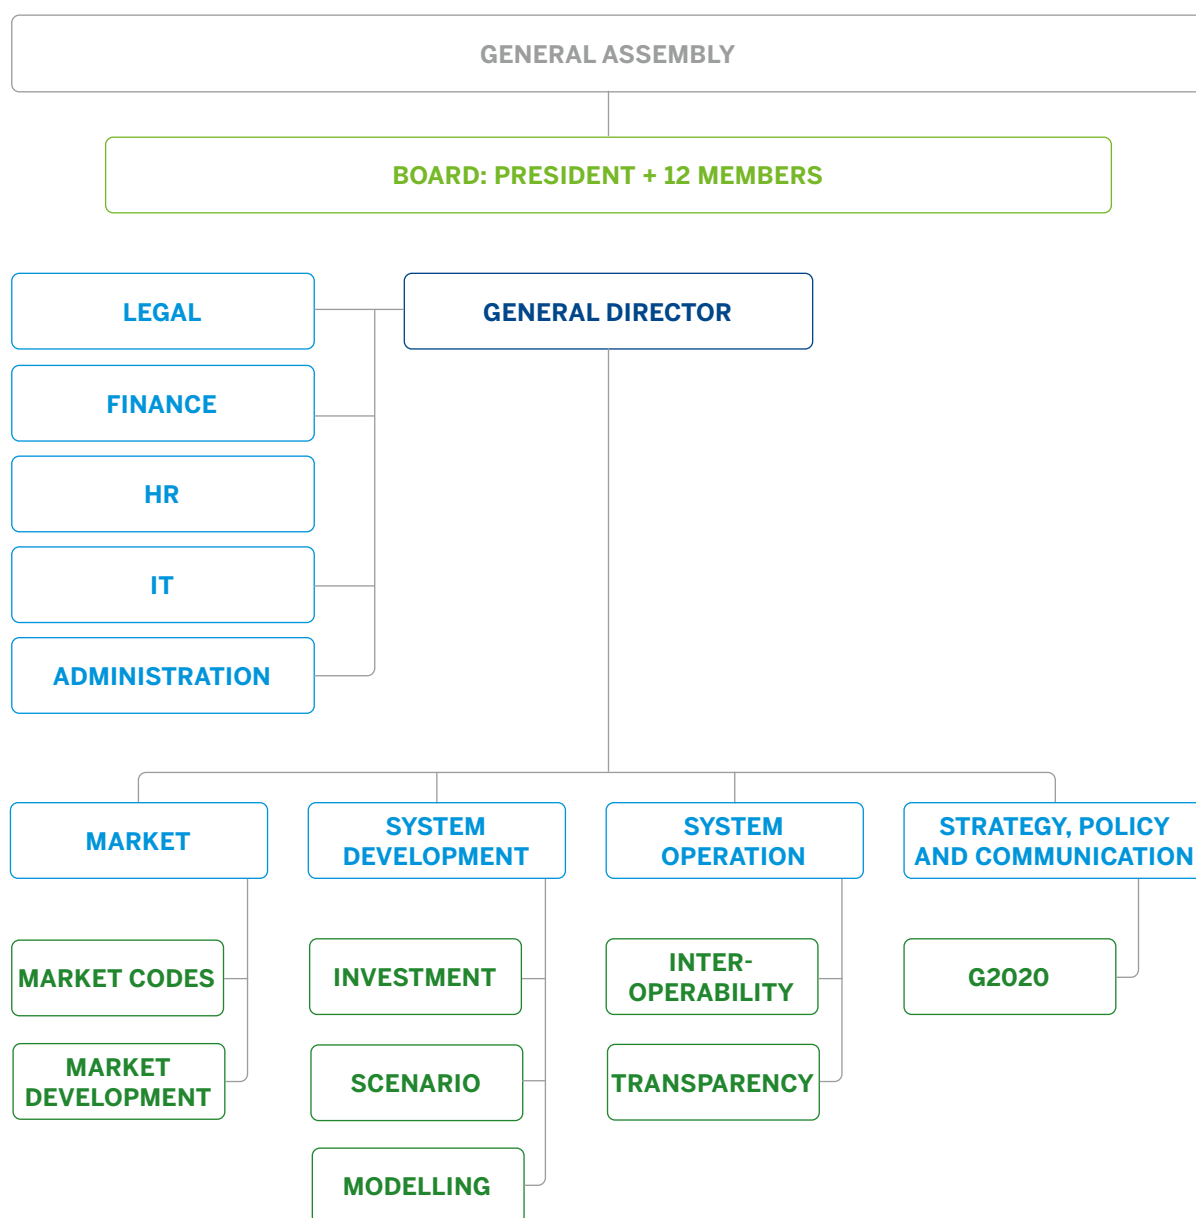 GENERAL ASSEMBLY
BOARD: PRESIDENT + 12 MEMBERS
LEGAL
GENERAL DIRECTOR
FINANCE
HR
IT
ADMINISTRATION
MARKET
SYSTEM
DEVELOPMENT
SYSTEM
OPERATION
STRATEGY, POLICY
AND COMMUNICATION
MARKET CODES
INVESTMENT
INTER-
OPERABILITY
G2020
MARKET
DEVELOPMENT
SCENARIO
TRANSPARENCY
MODELLING